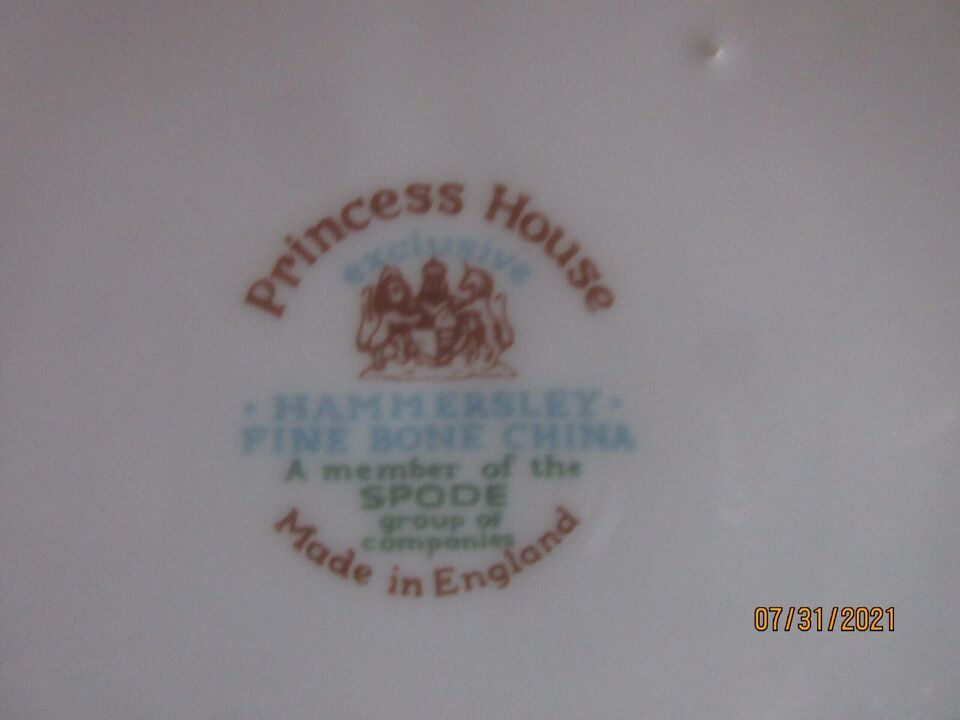 Princess House
exclusive
· HAMMERSLEY ·
FINE BONE CHINA
A member of the
SPODE
group of
companies
Made in England
07/31/2021